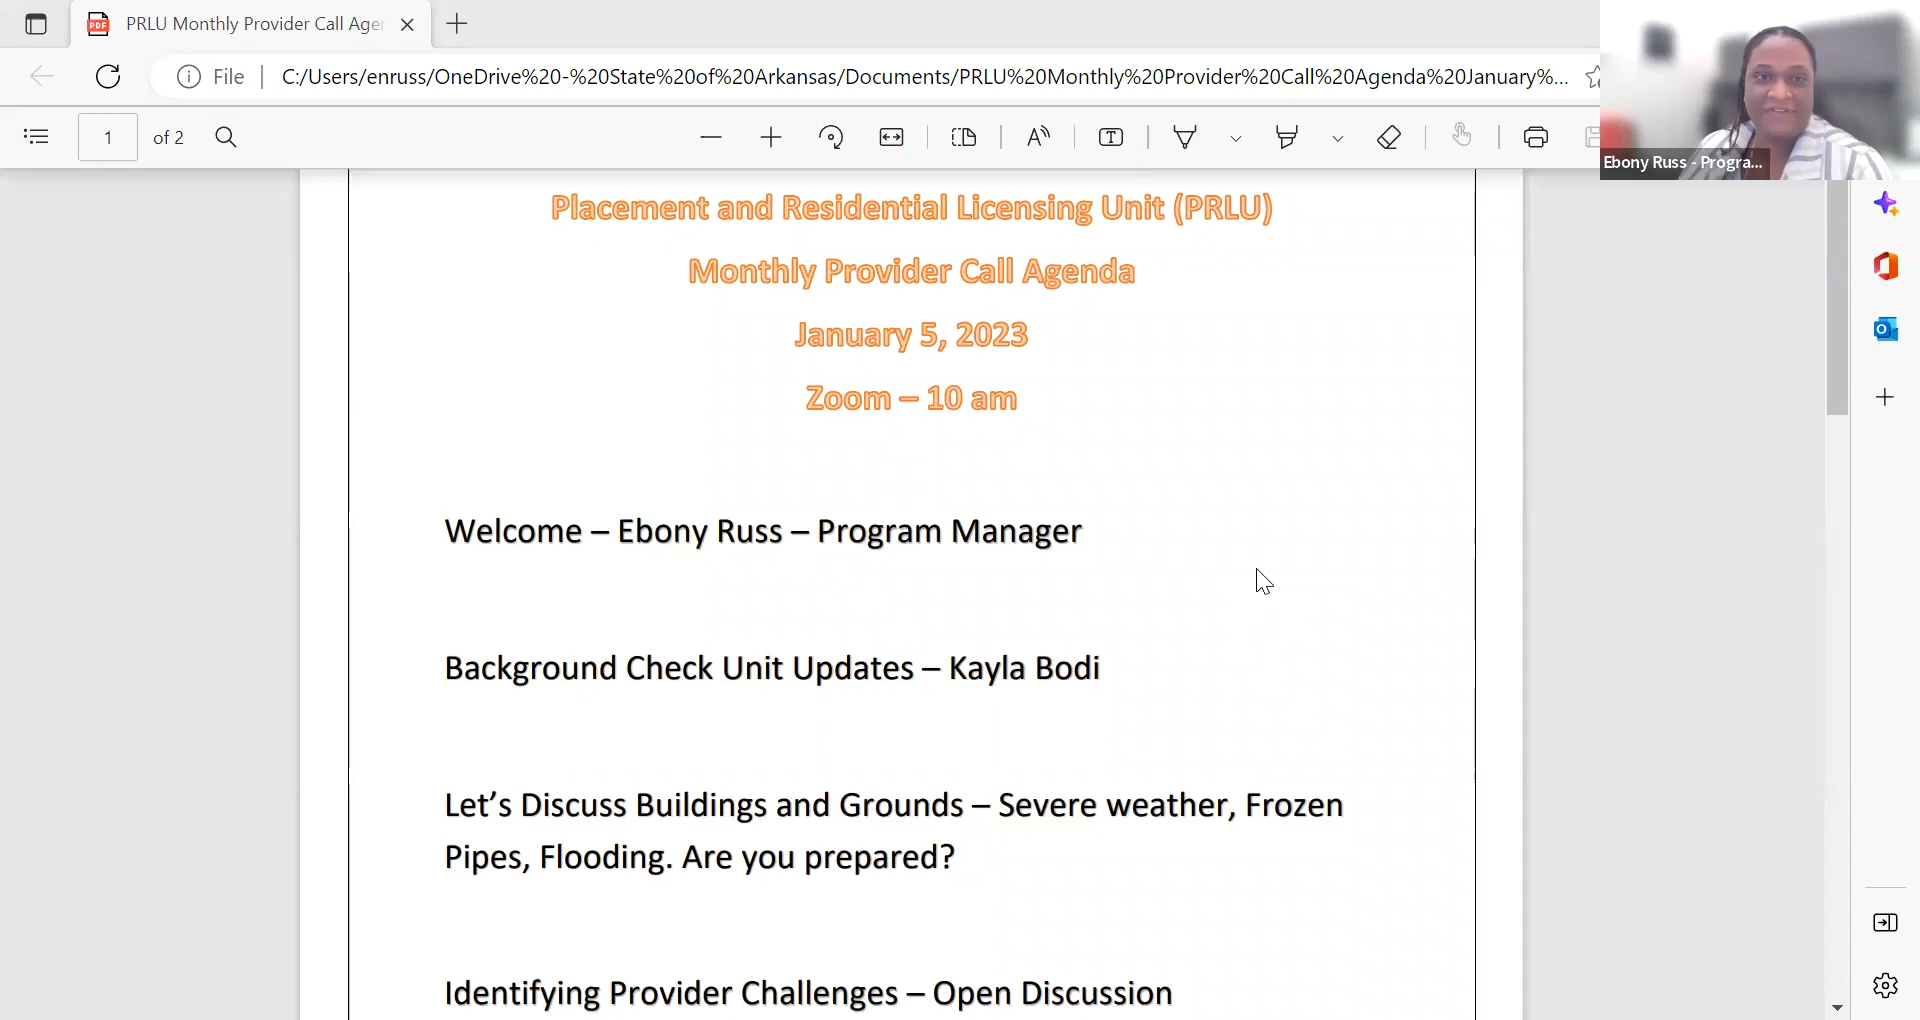 PRLU Monthly Provider Call Age
File
C:/Users/enruss/OneDrive%20-%20State%20of%20Arkansas/Documents/PRLU%20Monthly%20Provider%20Call%20Agenda%20January%...
Ebony Russ - Progra...
1 of 2
Placement and Residential Licensing Unit (PRLU)
Monthly Provider Call Agenda
January 5, 2023
Zoom – 10 am
Welcome – Ebony Russ – Program Manager
Background Check Unit Updates – Kayla Bodi
Let’s Discuss Buildings and Grounds – Severe weather, Frozen
Pipes, Flooding. Are you prepared?
Identifying Provider Challenges – Open Discussion